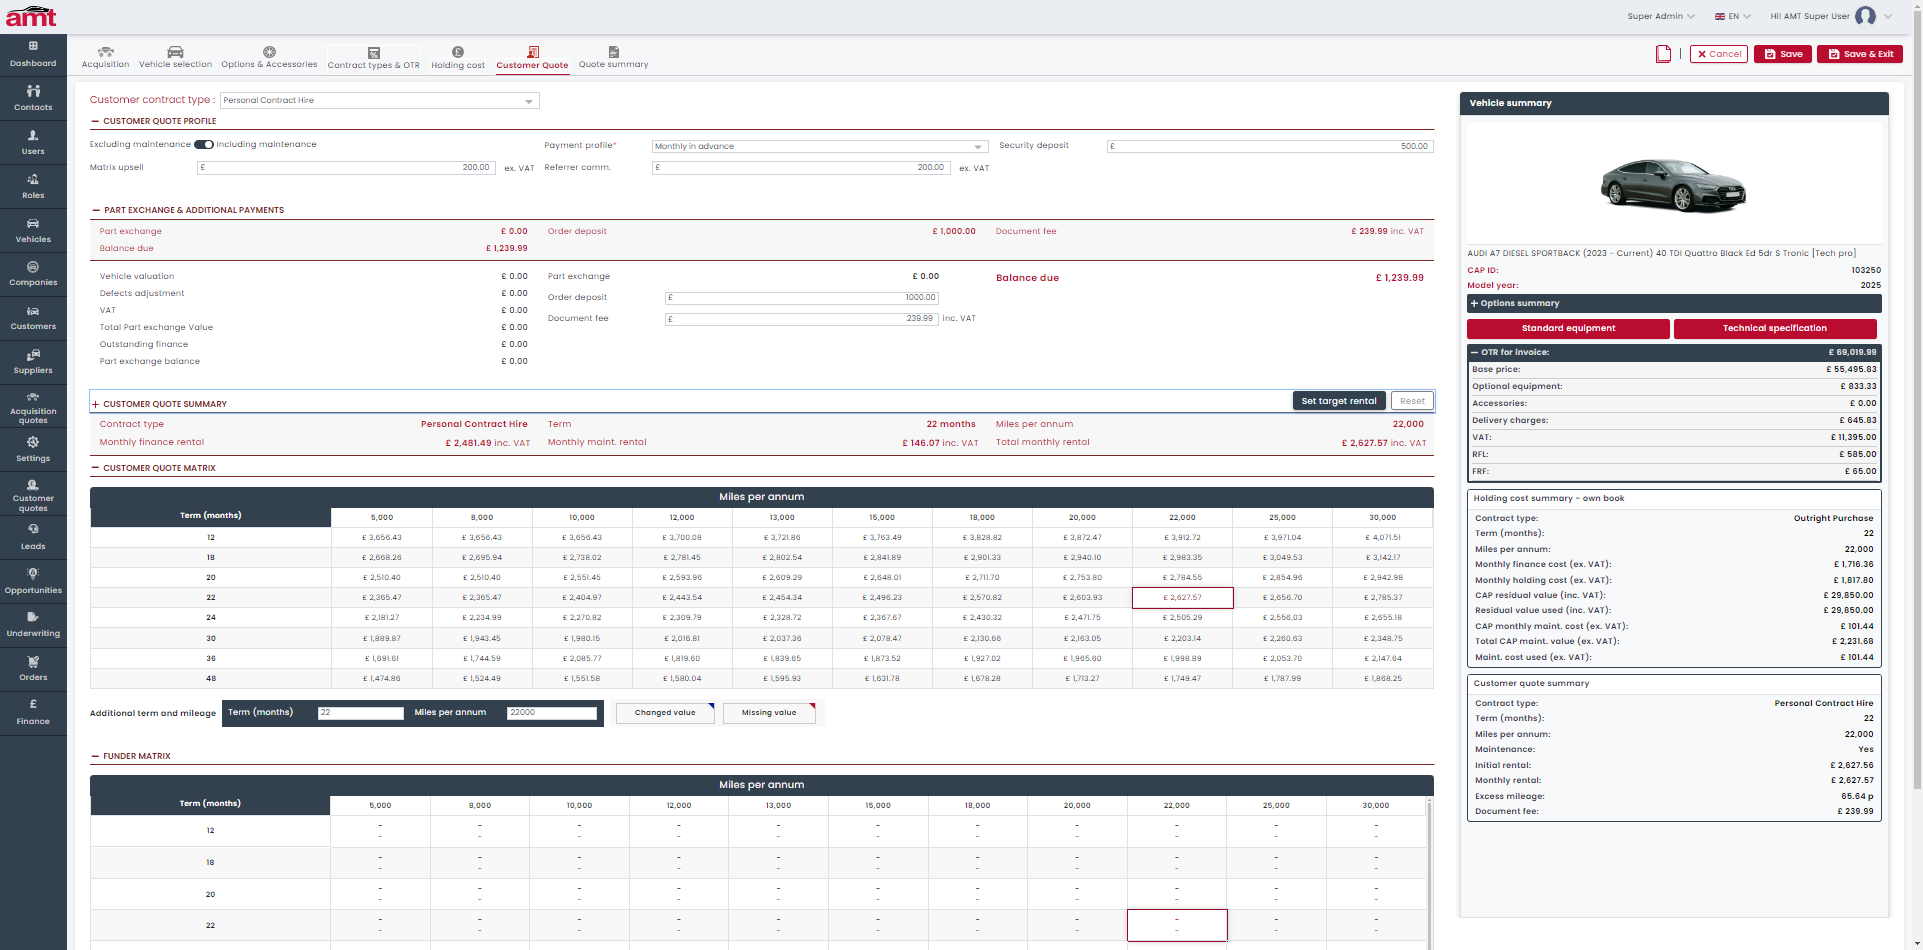 amt
Super Admin
EN
Hi! AMT Super User
Dashboard
Contacts
Users
Roles
Vehicles
Companies
Customers
Suppliers
Acquisition
quotes
Settings
Customer
quotes
Leads
Opportunities
Underwriting
Orders
Finance
Acquisition Vehicle selection Options & Accessories Contract types & OTR Holding cost Customer Quote Quote summary
Cancel Save Save & Exit
Customer contract type : Personal Contract Hire
CUSTOMER QUOTE PROFILE
Excluding maintenance Including maintenance Payment profile* Monthly in advance Security deposit £ 500.00
Matrix upsell £ 200.00 ex. VAT Referrer comm. £ 200.00 ex. VAT
PART EXCHANGE & ADDITIONAL PAYMENTS
Part exchange £ 0.00 Order deposit £ 1,000.00 Document fee £ 239.99 inc. VAT
Balance due £ 1,239.99
Vehicle valuation £ 0.00 Part exchange £ 0.00 Balance due £ 1,239.99
Defects adjustment £ 0.00 Order deposit £ 1000.00
VAT £ 0.00 Document fee £ 239.99 inc. VAT
Total Part exchange Value £ 0.00
Outstanding finance £ 0.00
Part exchange balance £ 0.00
CUSTOMER QUOTE SUMMARY Set target rental Reset
Contract type Personal Contract Hire Term 22 months Miles per annum 22,000
Monthly finance rental £ 2,481.49 inc. VAT Monthly maint. rental £ 146.07 inc. VAT Total monthly rental £ 2,627.57 inc. VAT
CUSTOMER QUOTE MATRIX
Miles per annum
Term (months) 5,000 8,000 10,000 12,000 13,000 15,000 18,000 20,000 22,000 25,000 30,000
12 £ 3,656.43 £ 3,656.43 £ 3,656.43 £ 3,700.08 £ 3,721.86 £ 3,763.49 £ 3,828.82 £ 3,872.47 £ 3,912.72 £ 3,971.04 £ 4,071.51
18 £ 2,668.26 £ 2,695.94 £ 2,738.02 £ 2,781.45 £ 2,802.54 £ 2,841.89 £ 2,901.33 £ 2,940.10 £ 2,983.35 £ 3,049.53 £ 3,142.17
20 £ 2,510.40 £ 2,510.40 £ 2,551.45 £ 2,593.96 £ 2,609.29 £ 2,648.01 £ 2,711.70 £ 2,753.80 £ 2,784.55 £ 2,854.96 £ 2,942.98
22 £ 2,365.47 £ 2,365.47 £ 2,404.97 £ 2,443.54 £ 2,454.34 £ 2,496.23 £ 2,570.82 £ 2,603.93 £ 2,627.57 £ 2,656.70 £ 2,785.37
24 £ 2,181.27 £ 2,234.99 £ 2,270.82 £ 2,309.79 £ 2,328.72 £ 2,367.67 £ 2,430.32 £ 2,471.75 £ 2,505.29 £ 2,556.03 £ 2,655.18
30 £ 1,889.87 £ 1,943.45 £ 1,980.15 £ 2,016.81 £ 2,037.36 £ 2,078.47 £ 2,130.66 £ 2,163.05 £ 2,203.14 £ 2,260.63 £ 2,348.75
36 £ 1,691.61 £ 1,744.59 £ 2,085.77 £ 1,819.60 £ 1,839.65 £ 1,873.52 £ 1,927.02 £ 1,965.60 £ 1,998.89 £ 2,053.70 £ 2,147.64
48 £ 1,474.86 £ 1,524.49 £ 1,551.58 £ 1,580.04 £ 1,595.93 £ 1,631.78 £ 1,678.28 £ 1,713.27 £ 1,749.47 £ 1,787.99 £ 1,868.25
Additional term and mileage Term (months) 22 Miles per annum 22000 Changed value Missing value
FUNDER MATRIX
Miles per annum
Term (months) 5,000 8,000 10,000 12,000 13,000 15,000 18,000 20,000 22,000 25,000 30,000
12 - - - - - - - - - - -
- - - - - - - - - - -
18 - - - - - - - - - - -
- - - - - - - - - - -
20 - - - - - - - - - - -
- - - - - - - - - - -
22 - - - - - - - - - - -
- - - - - - - - - - -
Vehicle summary
AUDI A7 DIESEL SPORTBACK (2023 - Current) 40 TDI Quattro Black Ed 5dr S Tronic [Tech pro]
CAP ID: 103250
Model year: 2025
Options summary
Standard equipment Technical specification
OTR for invoice: £ 69,019.99
Base price: £ 55,495.83
Optional equipment: £ 833.33
Accessories: £ 0.00
Delivery charges: £ 645.83
VAT: £ 11,395.00
RFL: £ 585.00
FRF: £ 65.00
Holding cost summary - own book
Contract type: Outright Purchase
Term (months): 22
Miles per annum: 22,000
Monthly finance cost (ex. VAT): £ 1,716.36
Monthly holding cost (ex. VAT): £ 1,817.80
CAP residual value (inc. VAT): £ 29,850.00
Residual value used (inc. VAT): £ 29,850.00
CAP monthly maint. cost (ex. VAT): £ 101.44
Total CAP maint. value (ex. VAT): £ 2,231.68
Maint. cost used (ex. VAT): £ 101.44
Customer quote summary
Contract type: Personal Contract Hire
Term (months): 22
Miles per annum: 22,000
Maintenance: Yes
Initial rental: £ 2,627.56
Monthly rental: £ 2,627.57
Excess mileage: 65.64 p
Document fee: £ 239.99